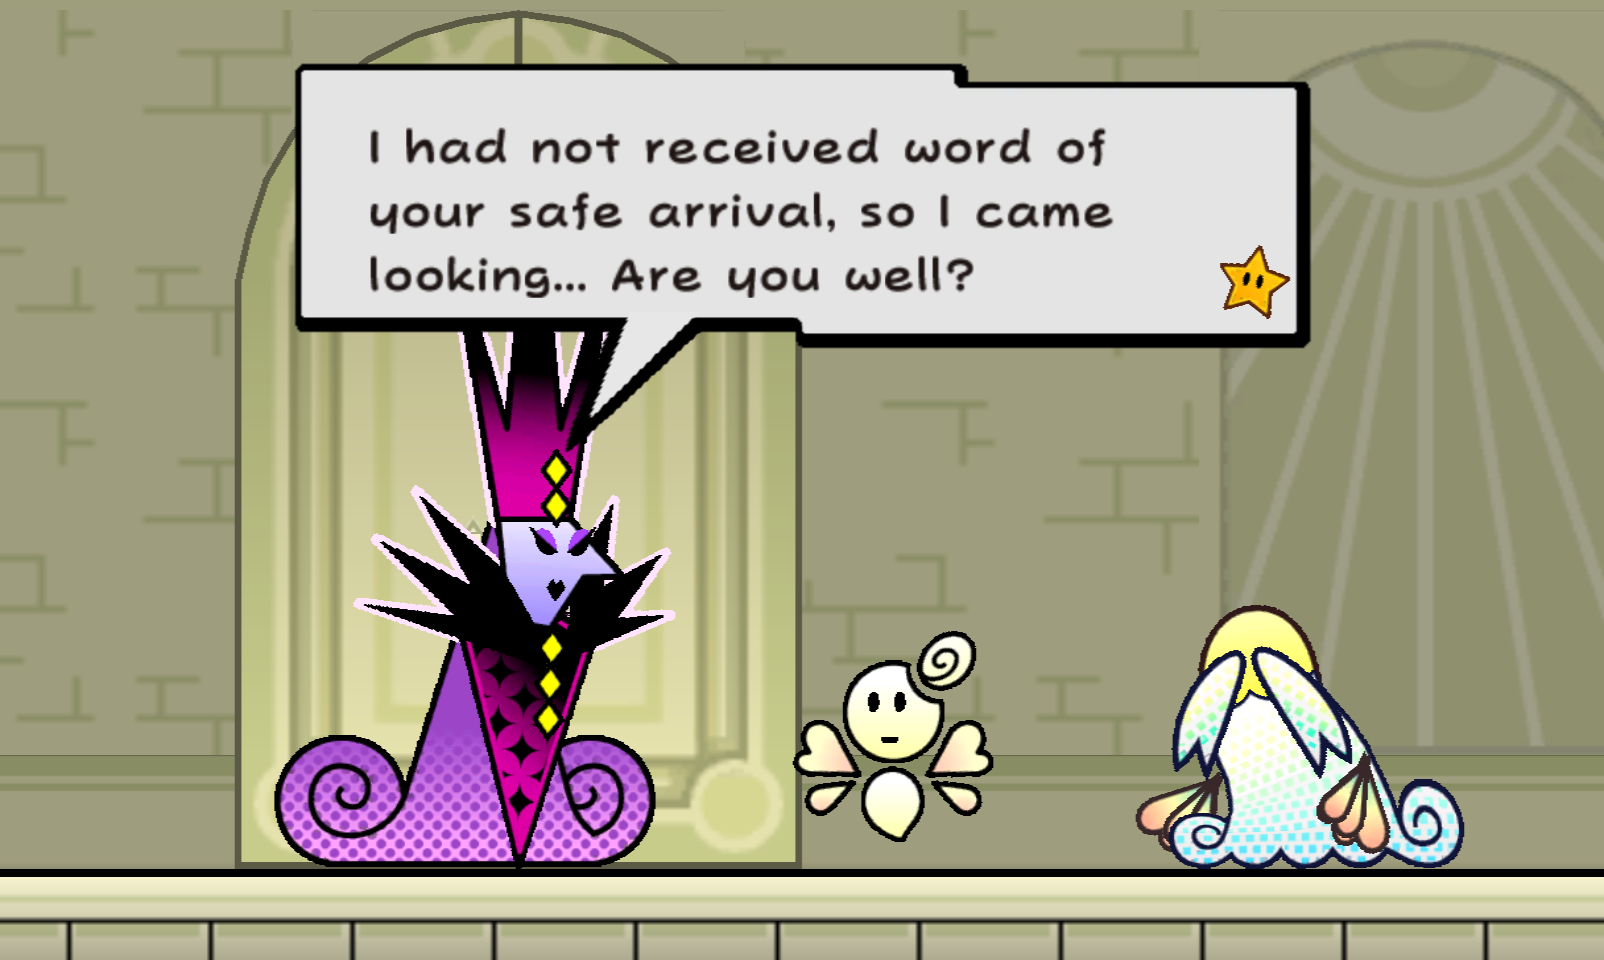 I had not received word of
your safe arrival, so I came
looking... Are you well?